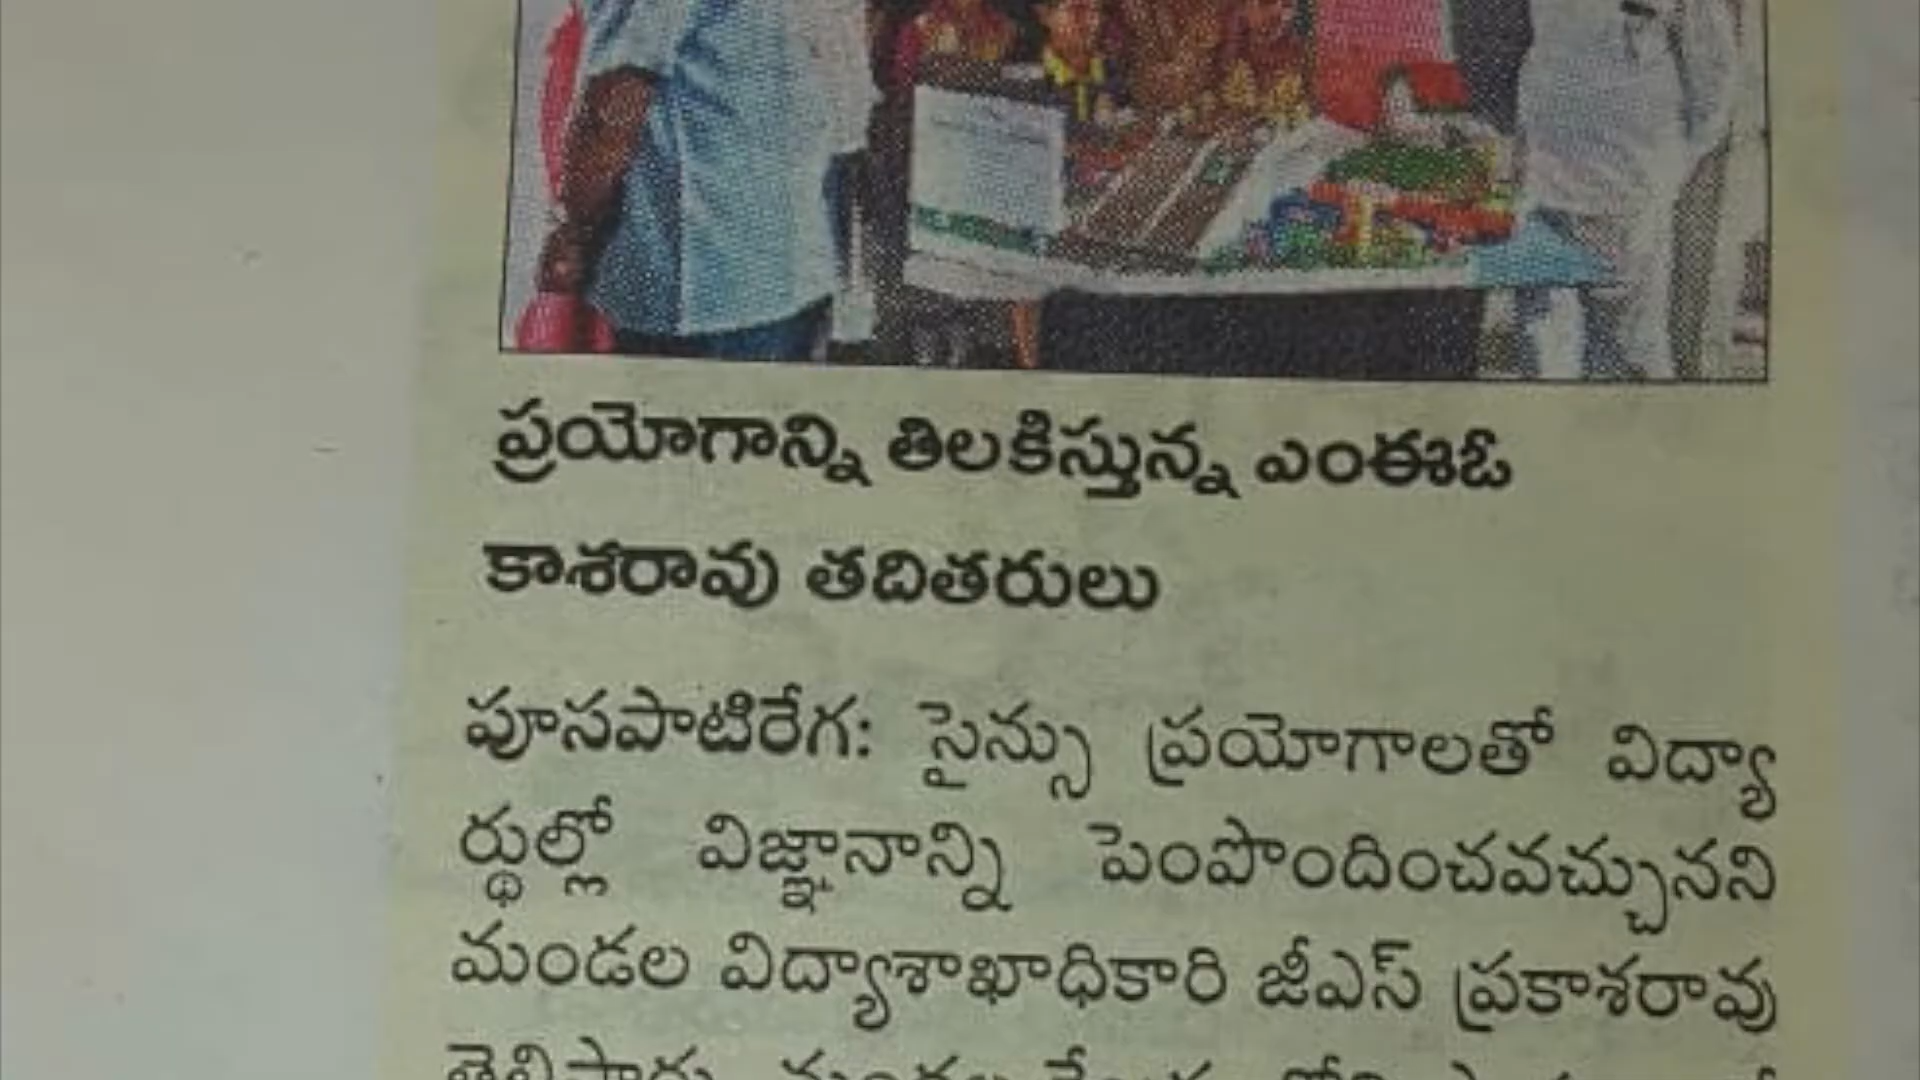 ప్రయోగాన్ని తిలకిస్తున్న ఎంఈఓ
కాశరావు తదితరులు
పూసపాటిరేగ: సైన్సు ప్రయోగాలతో విద్యా
ర్థుల్లో విజ్ఞానాన్ని పెంపొందించవచ్చునని
మండల విద్యాశాఖాధికారి జీఎస్ ప్రకాశరావు